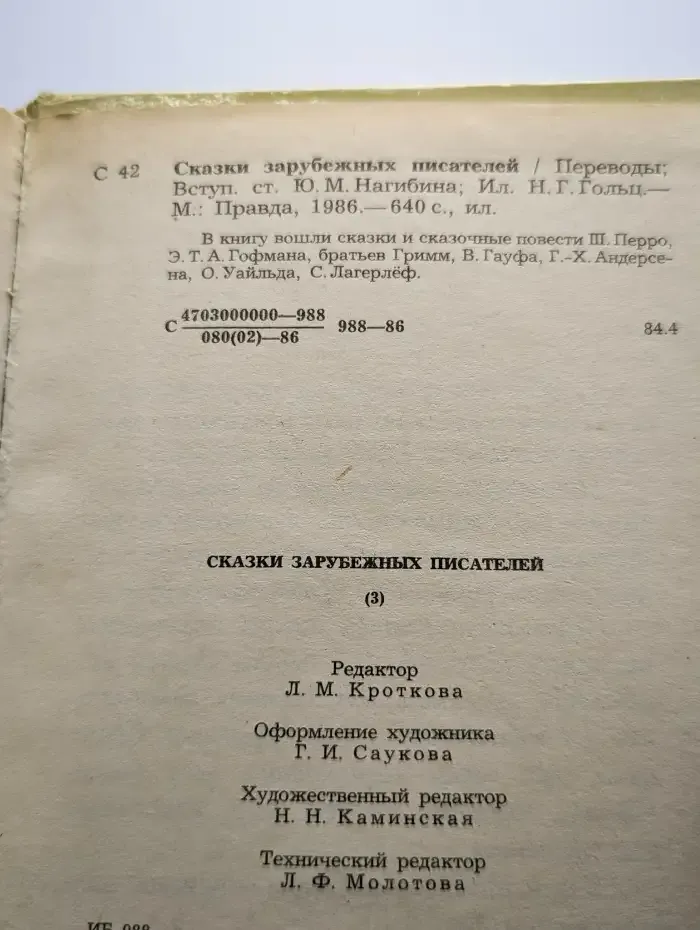 С 42 Сказки зарубежных писателей / Переводы;
Вступ. ст. Ю. М. Нагибина; Ил. Н. Г. Гольц.—
М.: Правда, 1986.—640 с., ил.
В книгу вошли сказки и сказочные повести Ш. Перро,
Э. Т. А. Гофмана, братьев Гримм, В. Гауфа, Г.-Х. Андерсе-
на, О. Уайльда, С. Лагерлёф.
4703000000—988
С 988—86 84.4
080(02)—86
СКАЗКИ ЗАРУБЕЖНЫХ ПИСАТЕЛЕЙ
(3)
Редактор
Л. М. Кроткова
Оформление художника
Г. И. Саукова
Художественный редактор
Н. Н. Каминская
Технический редактор
Л. Ф. Молотова
ИБ 988